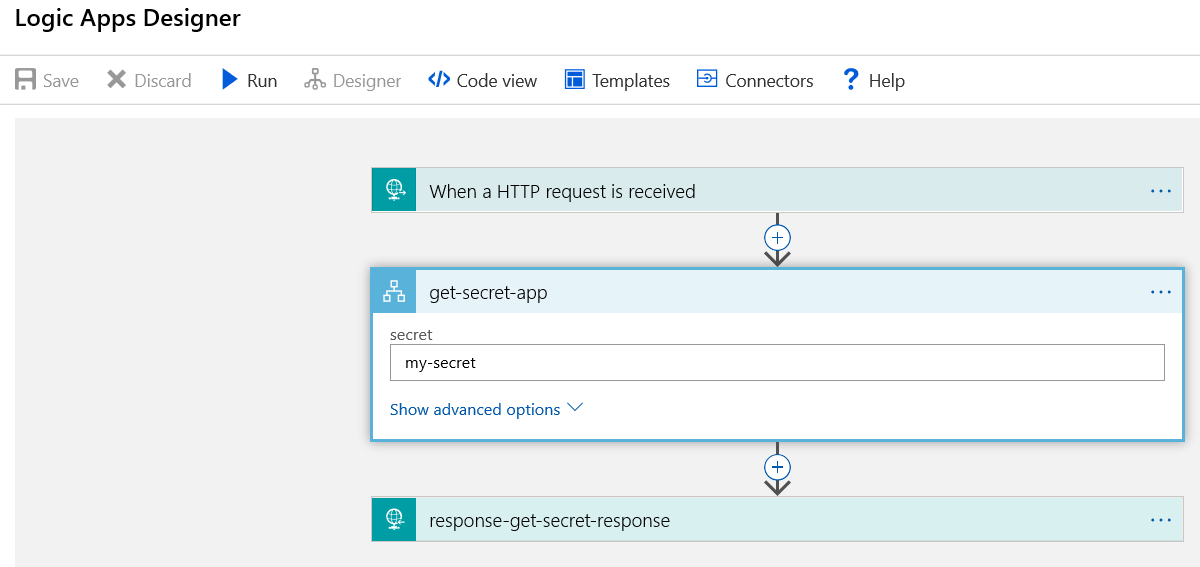 Logic Apps Designer
Save Discard Run Designer Code view Templates Connectors Help
When a HTTP request is received
get-secret-app
secret
my-secret
Show advanced options
response-get-secret-response